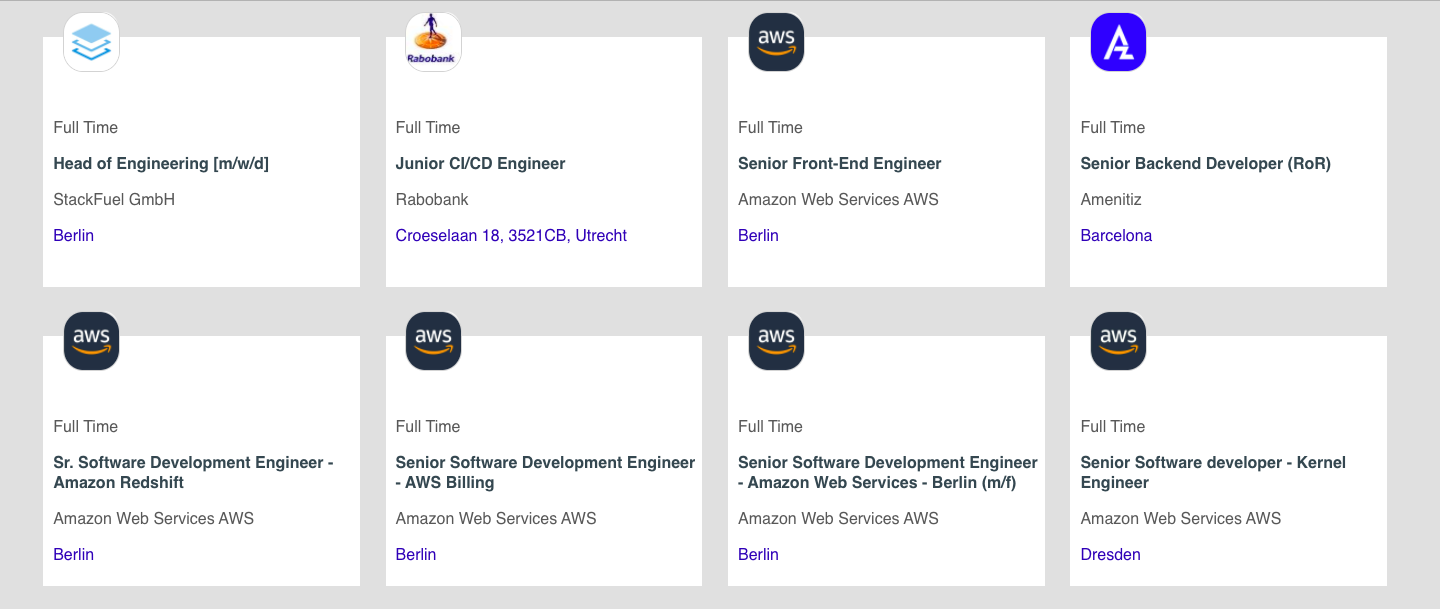 Rabobank
aws
Full Time
Head of Engineering [m/w/d]
StackFuel GmbH
Berlin
Full Time
Junior CI/CD Engineer
Rabobank
Croeselaan 18, 3521CB, Utrecht
Full Time
Senior Front-End Engineer
Amazon Web Services AWS
Berlin
Full Time
Senior Backend Developer (RoR)
Amenitiz
Barcelona
aws
Full Time
Sr. Software Development Engineer -
Amazon Redshift
Amazon Web Services AWS
Berlin
aws
Full Time
Senior Software Development Engineer
- AWS Billing
Amazon Web Services AWS
Berlin
aws
Full Time
Senior Software Development Engineer
- Amazon Web Services - Berlin (m/f)
Amazon Web Services AWS
Berlin
aws
Full Time
Senior Software developer - Kernel
Engineer
Amazon Web Services AWS
Dresden